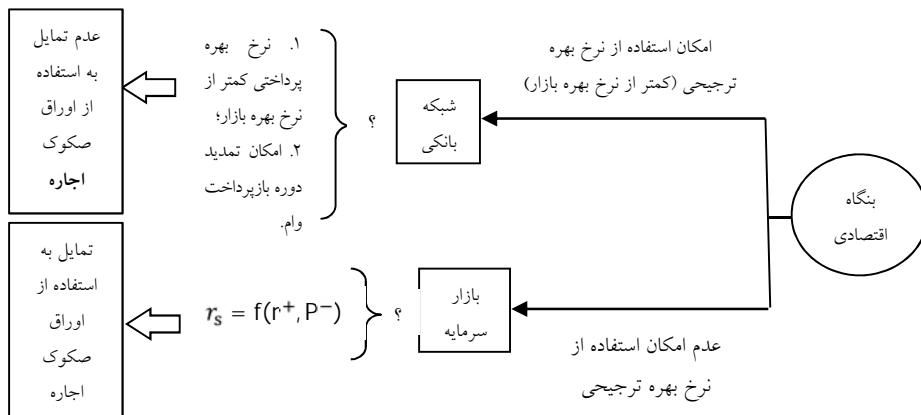 بنگاه
اقتصادی
امکان استفاده از نرخ بهره
ترجیحی (کمتر از نرخ بهره بازار)
شبکه
بانکی
؟
۱. نرخ بهره
پرداختی کمتر از
نرخ بهره بازار؛
۲. امکان تمدید
دوره بازپرداخت
وام.
عدم تمایل
به استفاده
از اوراق
صکوک
اجاره
عدم امکان استفاده از
نرخ بهره ترجیحی
بازار
سرمایه
؟
rₛ = f(r⁺, P⁻)
تمایل به
استفاده از
اوراق
صکوک
اجاره